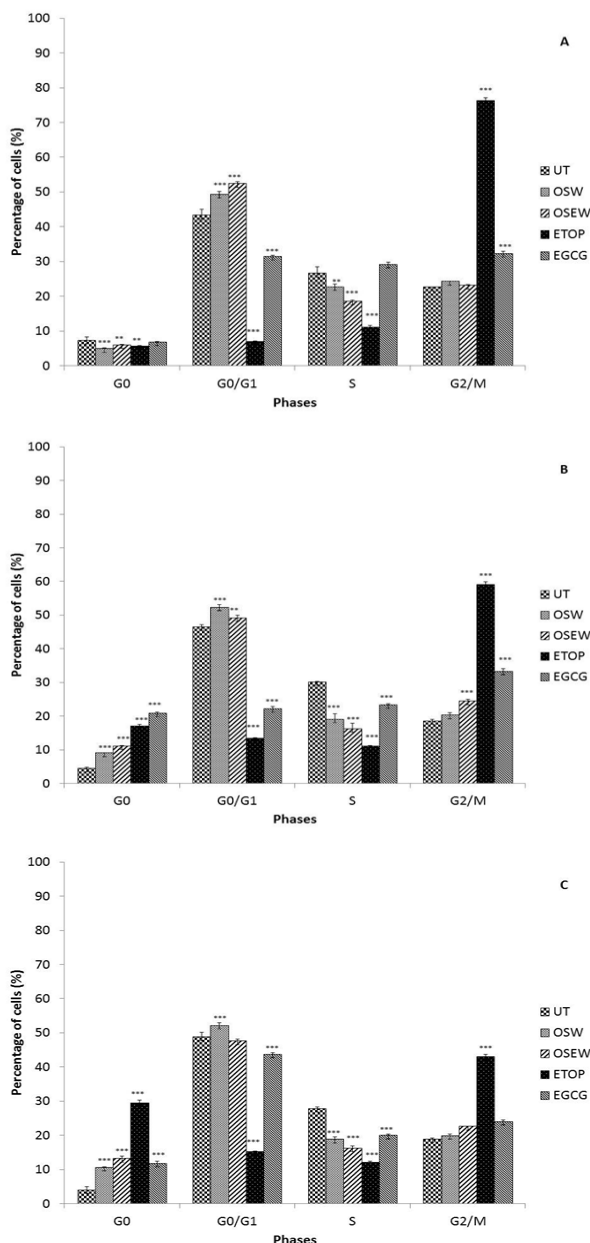 A
Percentage of cells (%)
100
90
80
70
60
50
40
30
20
10
0
*** ** **
*** *** *** ***
** *** ***
*** ***
G0 G0/G1 S G2/M
Phases
UT
OSW
OSEW
ETOP
EGCG
B
Percentage of cells (%)
100
90
80
70
60
50
40
30
20
10
0
*** *** *** ***
*** ** *** ***
*** *** *** ***
*** *** ***
G0 G0/G1 S G2/M
Phases
UT
OSW
OSEW
ETOP
EGCG
C
Percentage of cells (%)
100
90
80
70
60
50
40
30
20
10
0
*** *** *** ***
*** *** ***
*** *** *** ***
***
G0 G0/G1 S G2/M
Phases
UT
OSW
OSEW
ETOP
EGCG